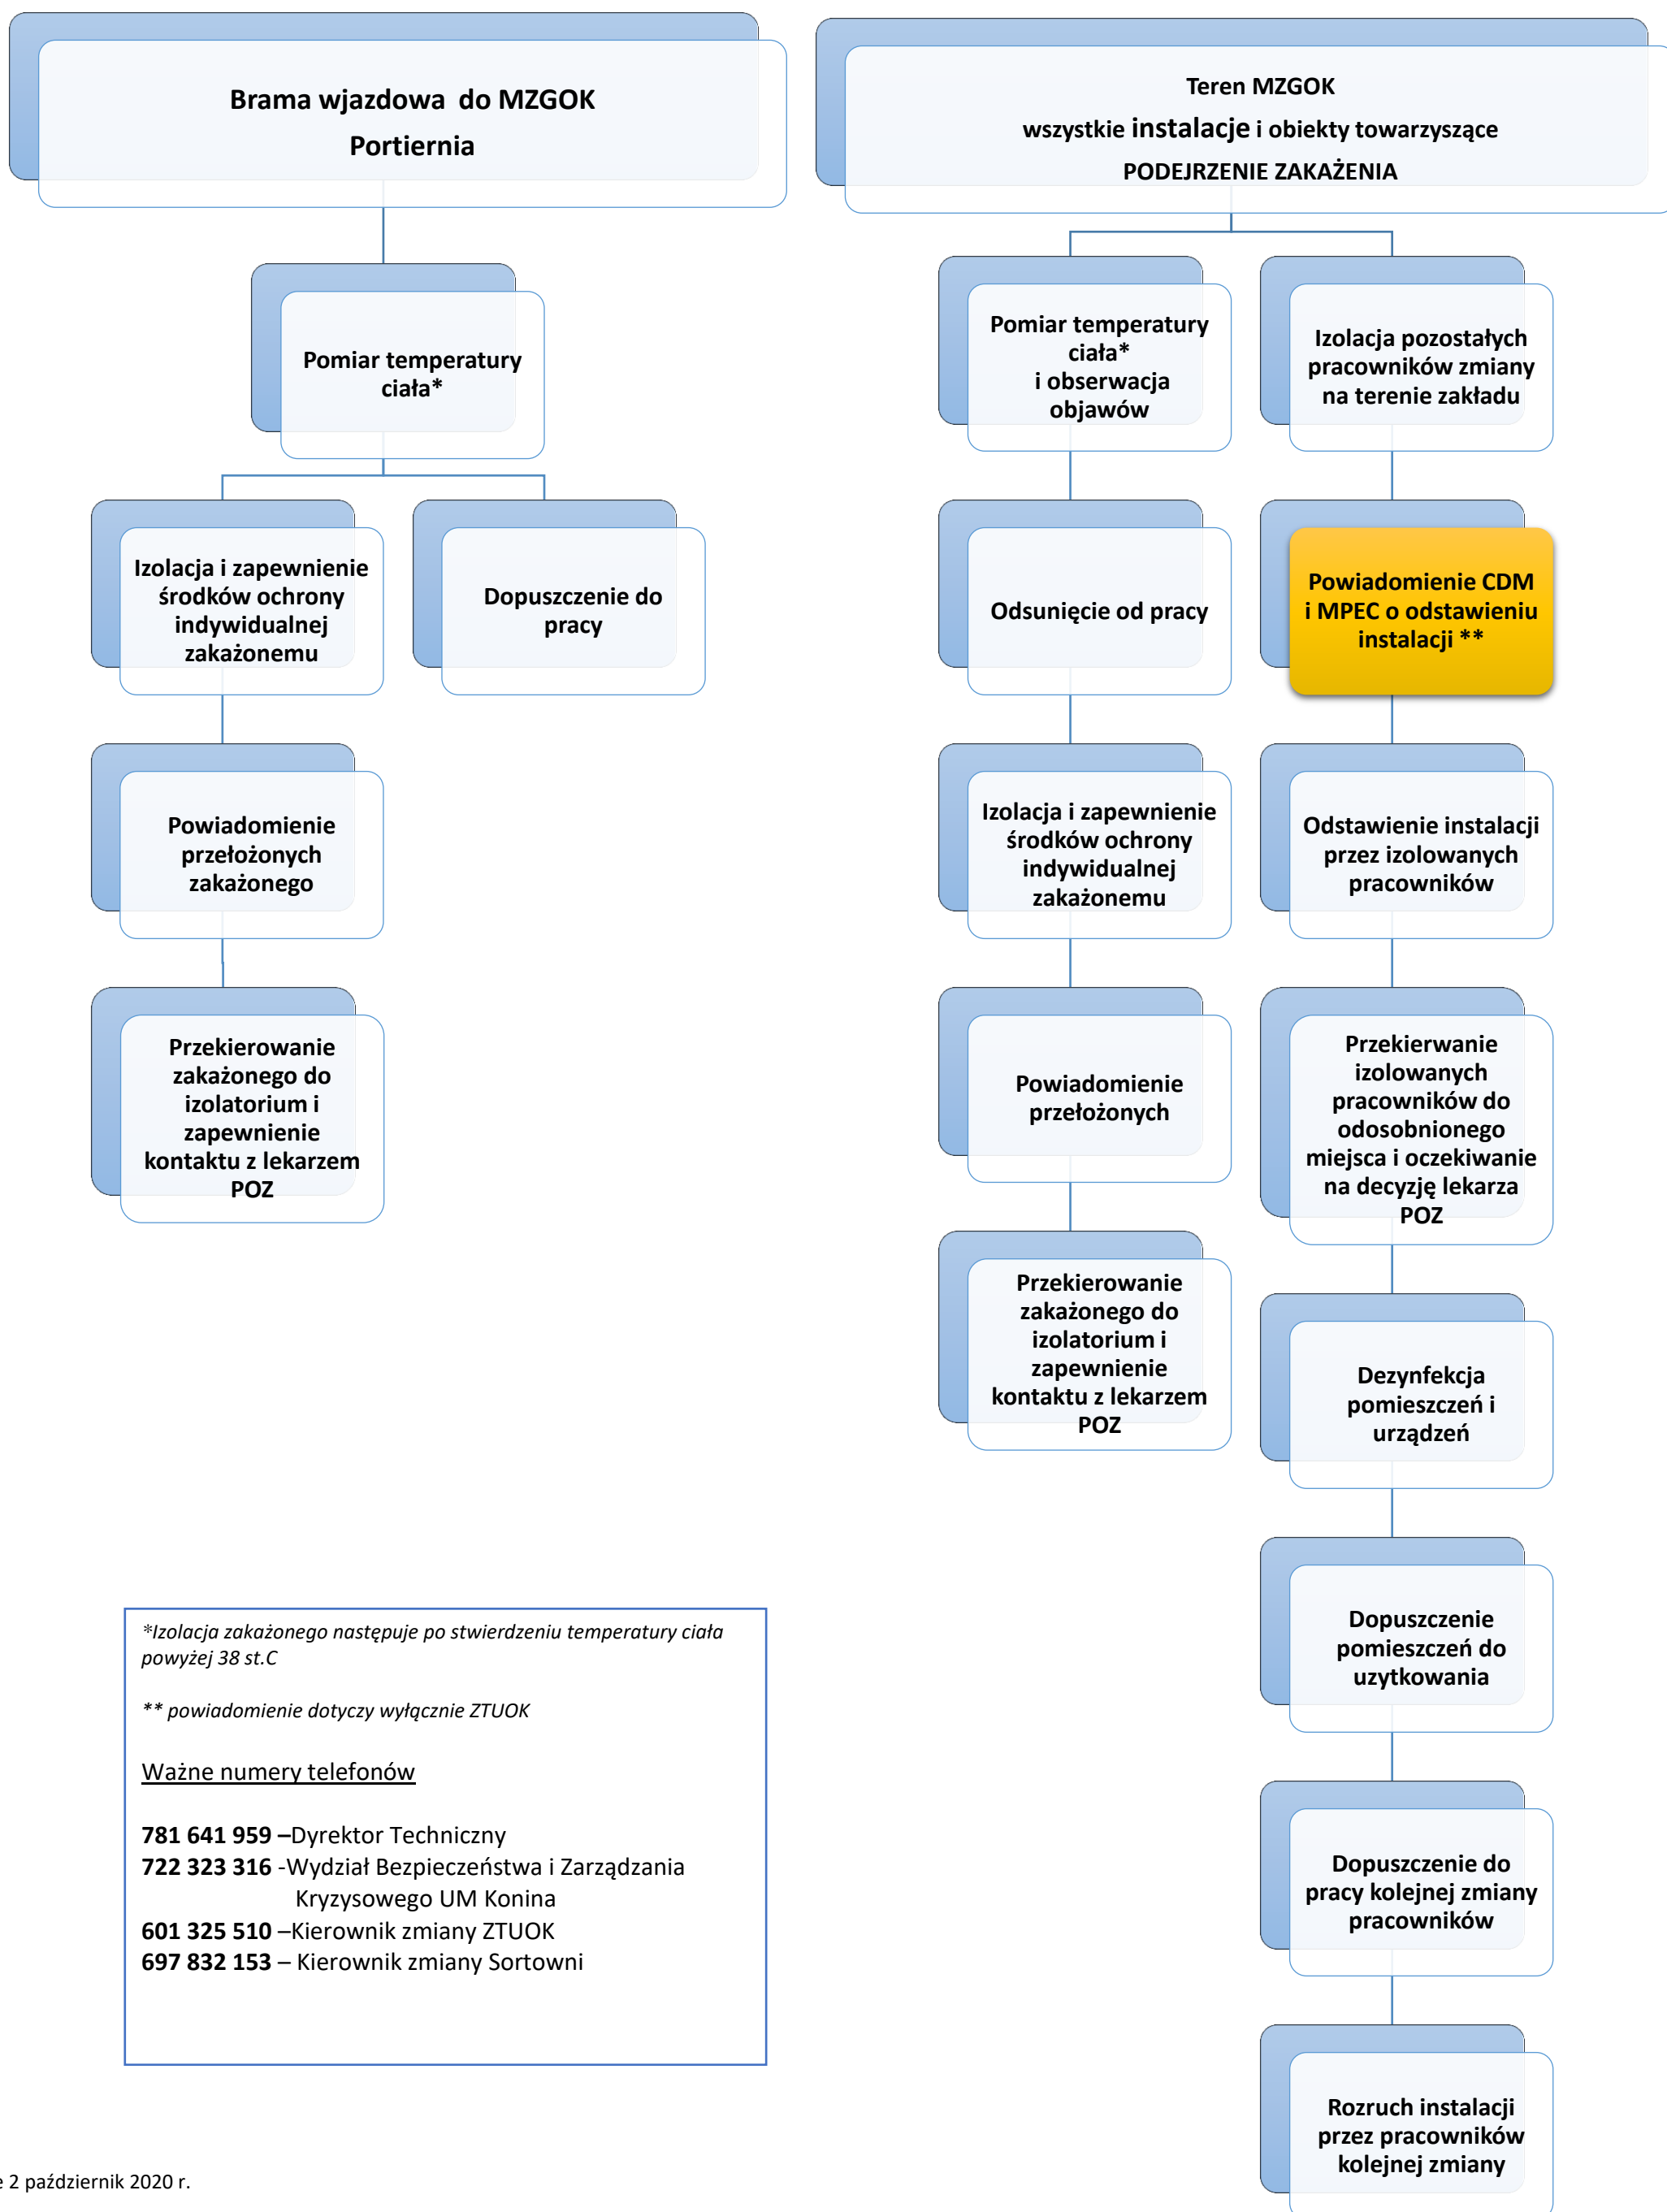 Brama wjazdowa do MZGOK
Portiernia
Pomiar temperatury
ciała*
Izolacja i zapewnienie
środków ochrony
indywidualnej
zakażonemu
Dopuszczenie do
pracy
Powiadomienie
przełożonych
zakażonego
Przekierowanie
zakażonego do
izolatorium i
zapewnienie
kontaktu z lekarzem
POZ
Teren MZGOK
wszystkie instalacje i obiekty towarzyszące
PODEJRZENIE ZAKAŻENIA
Pomiar temperatury
ciała*
i obserwacja
objawów
Odsunięcie od pracy
Izolacja i zapewnienie
środków ochrony
indywidualnej
zakażonemu
Powiadomienie
przełożonych
Przekierowanie
zakażonego do
izolatorium i
zapewnienie
kontaktu z lekarzem
POZ
Izolacja pozostałych
pracowników zmiany
na terenie zakładu
Powiadomienie CDM
i MPEC o odstawieniu
instalacji **
Odstawienie instalacji
przez izolowanych
pracowników
Przekierwanie
izolowanych
pracowników do
odosobnionego
miejsca i oczekiwanie
na decyzję lekarza
POZ
Dezynfekcja
pomieszczeń i
urządzeń
Dopuszczenie
pomieszczeń do
uzytkowania
Dopuszczenie do
pracy kolejnej zmiany
pracowników
Rozruch instalacji
przez pracowników
kolejnej zmiany
*Izolacja zakażonego następuje po stwierdzeniu temperatury ciała
powyżej 38 st.C
** powiadomienie dotyczy wyłącznie ZTUOK
Ważne numery telefonów
781 641 959 –Dyrektor Techniczny
722 323 316 -Wydział Bezpieczeństwa i Zarządzania
Kryzysowego UM Konina
601 325 510 –Kierownik zmiany ZTUOK
697 832 153 – Kierownik zmiany Sortowni
e 2 październik 2020 r.